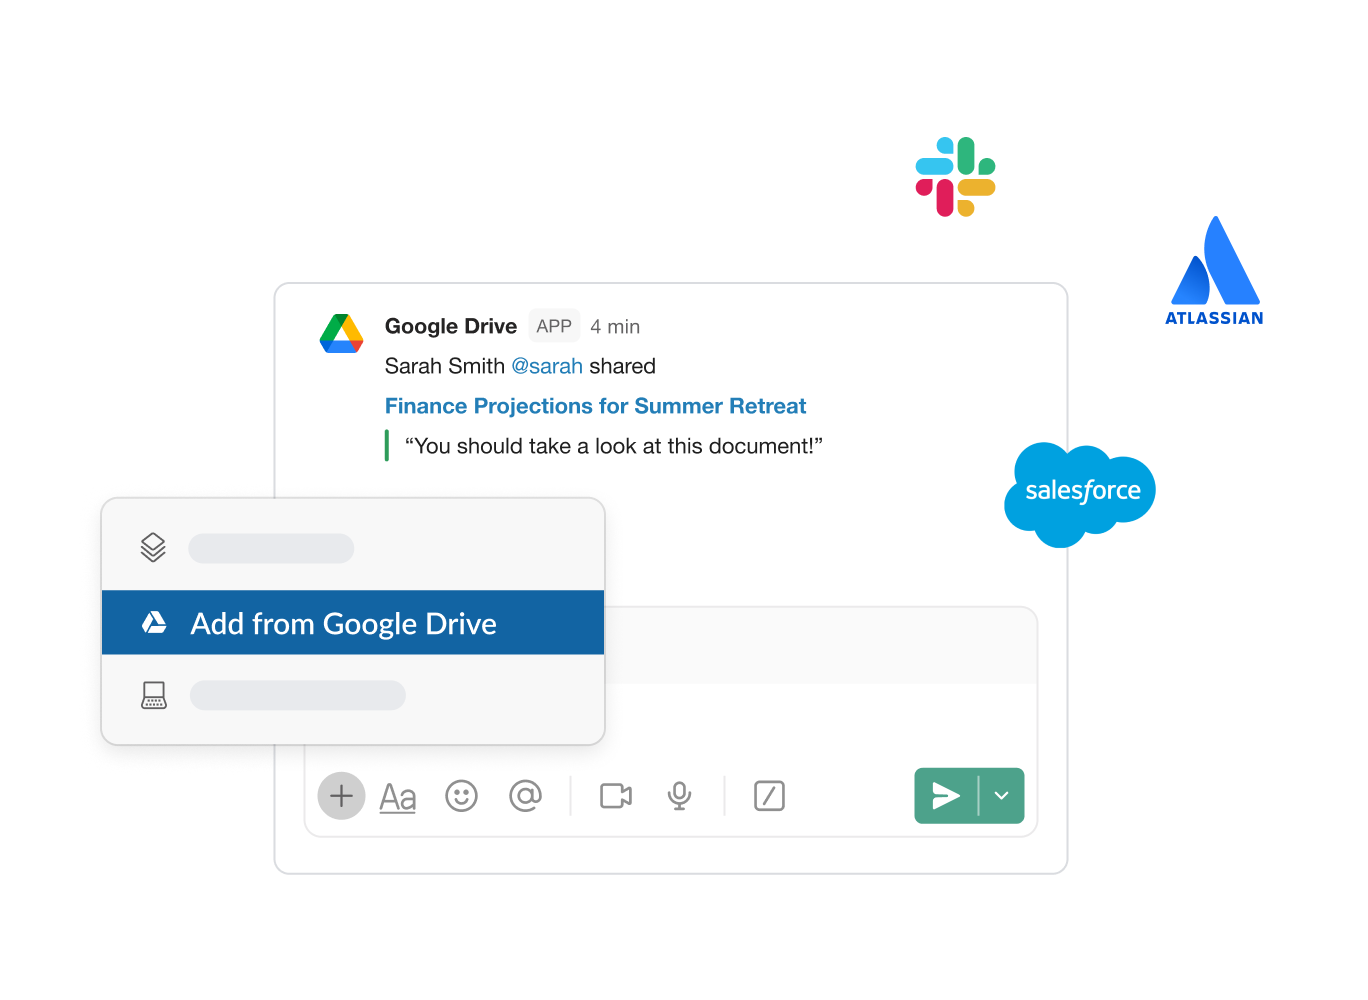 ATLASSIAN
Google Drive APP 4 min
Sarah Smith @sarah shared
Finance Projections for Summer Retreat
“You should take a look at this document!”
salesforce
Add from Google Drive
Aa